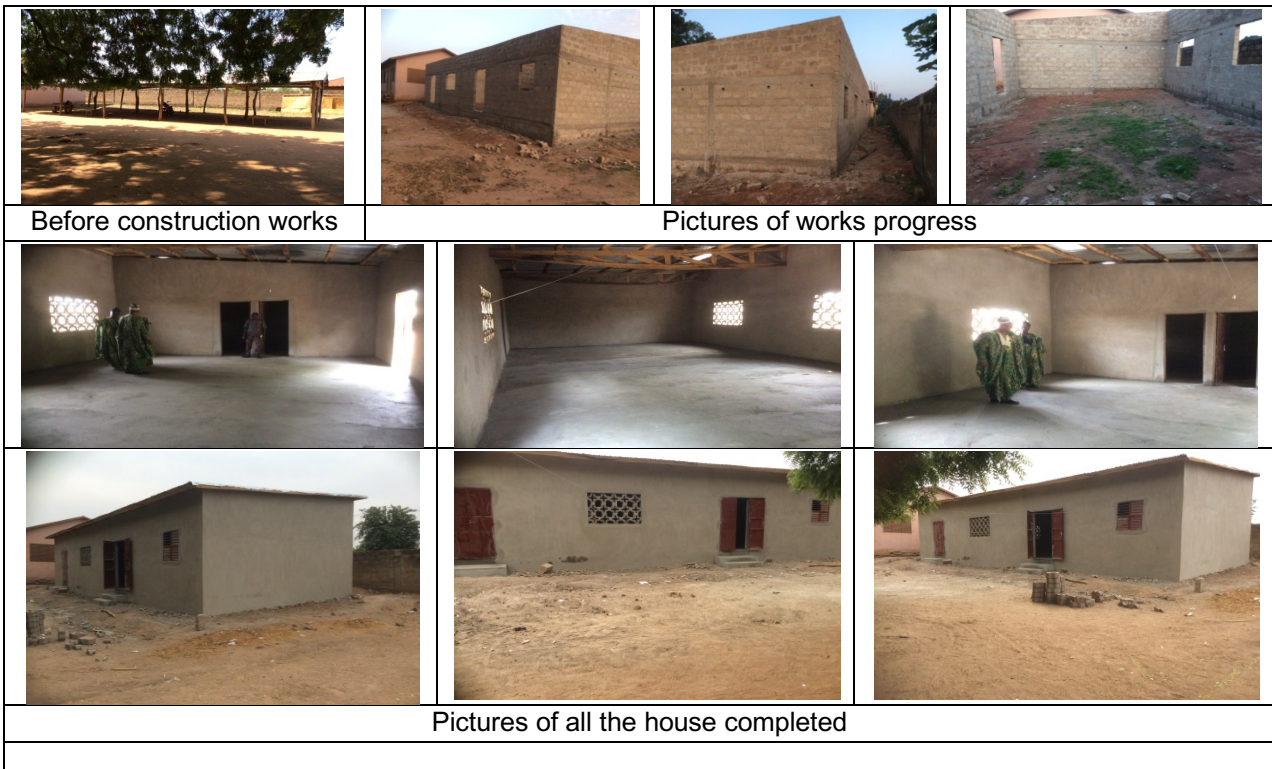 Before construction works
Pictures of works progress
Pictures of all the house completed